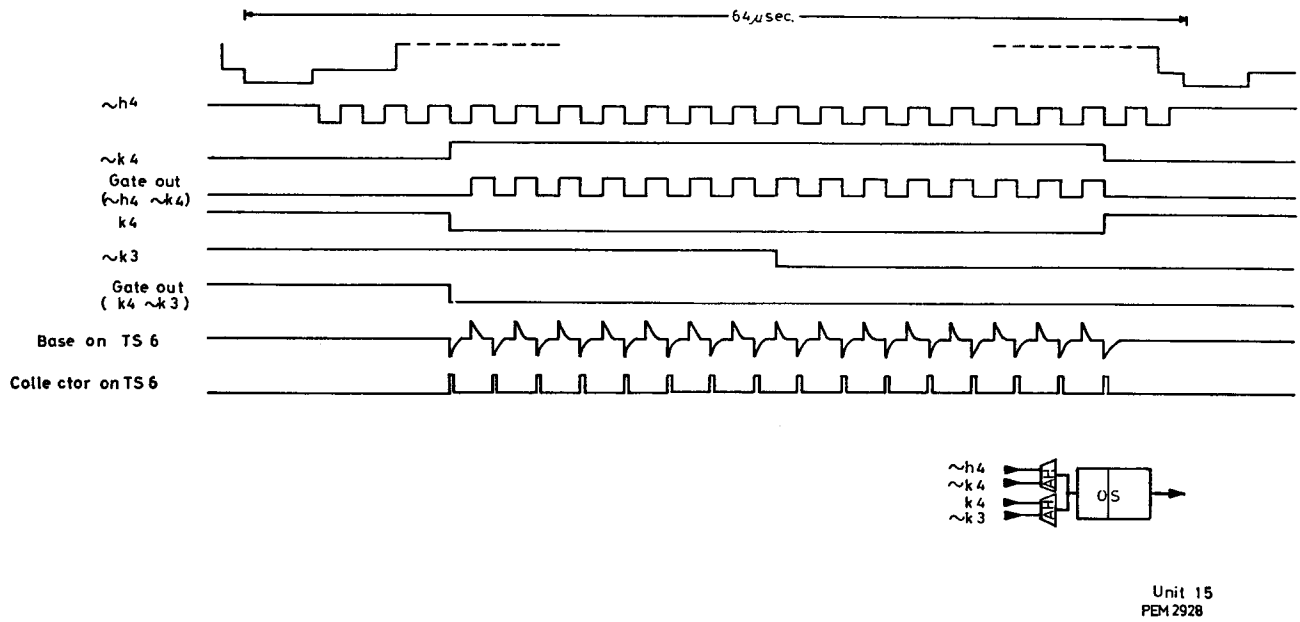 64µsec.
~h4
~k4
Gate out
(~h4 ~k4)
k4
~k3
Gate out
( k4 ~k3)
Base on TS 6
Colle ctor on TS 6
~h4
~k4
k4
~k3
AH
AH
OS
Unit 15
PEM 2928